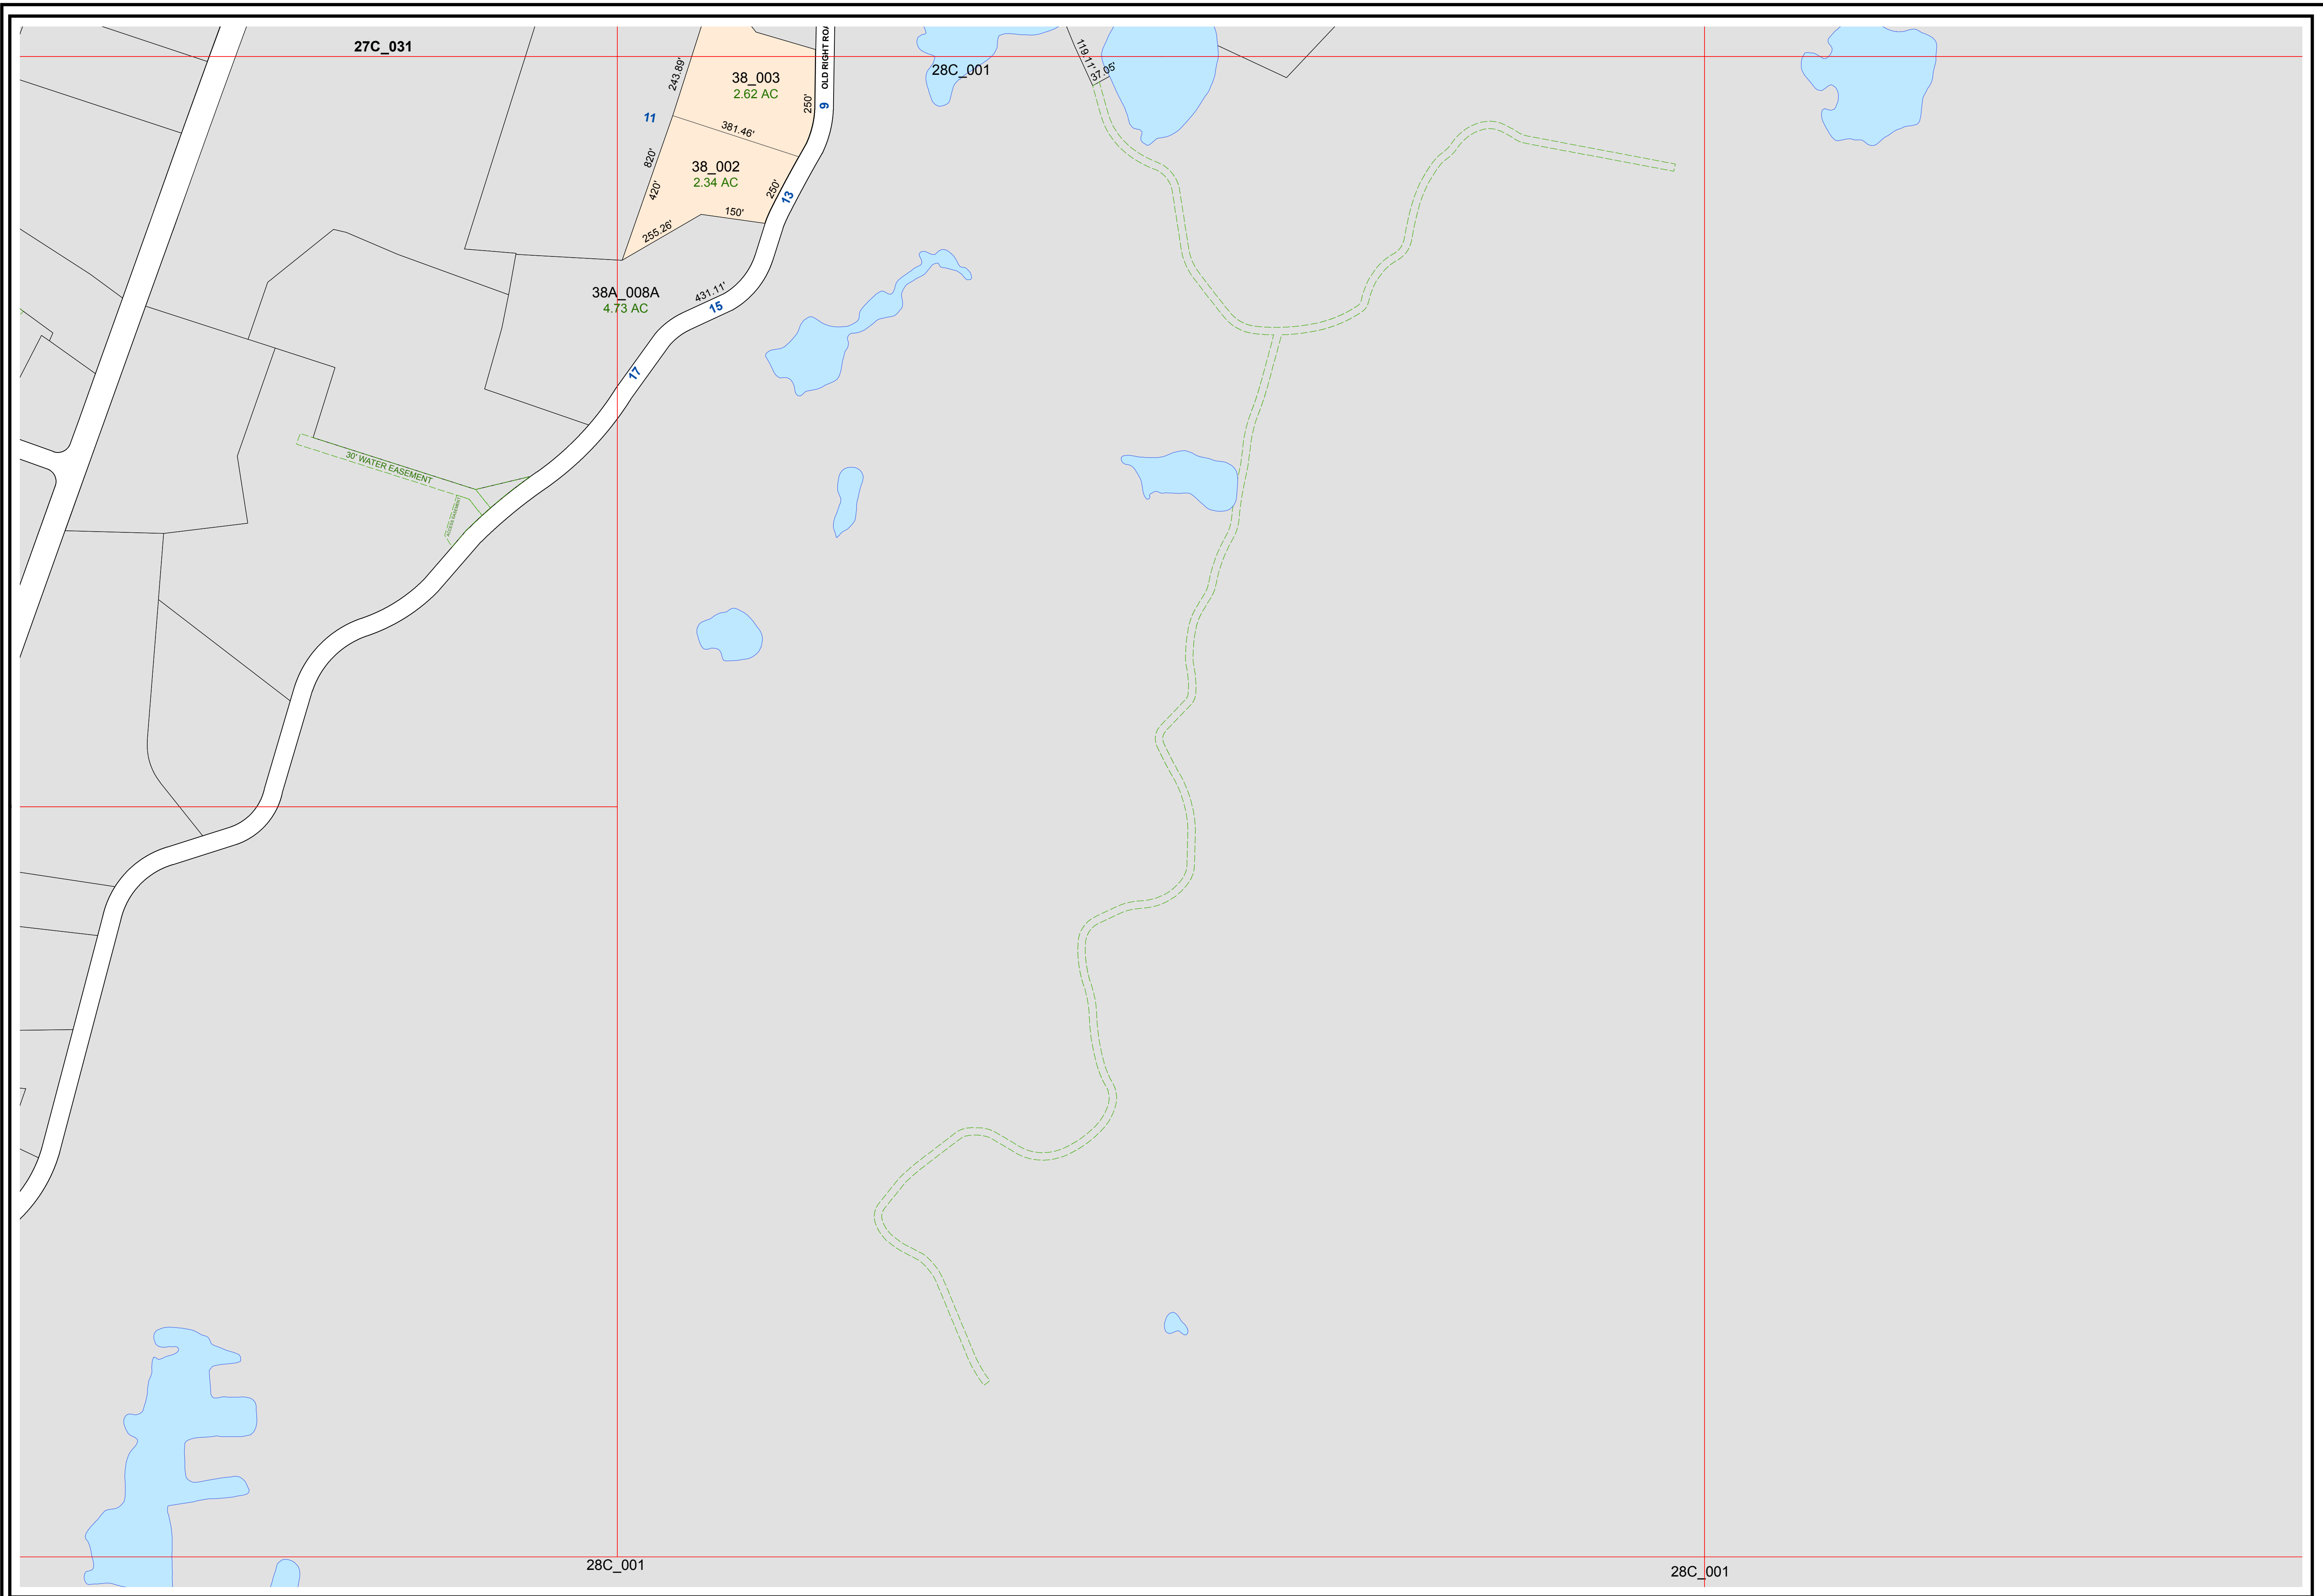 27C_031
OLD RIGHT ROA
243.89'
38_003
2.62 AC
28C_001
119.11'
37.05'
11
250'
9
381.46'
820'
38_002
2.34 AC
420'
250'
13
150'
255.26'
38A_008A
4.73 AC
431.11'
15
17
30' WATER EASEMENT
28C_001
28C_001